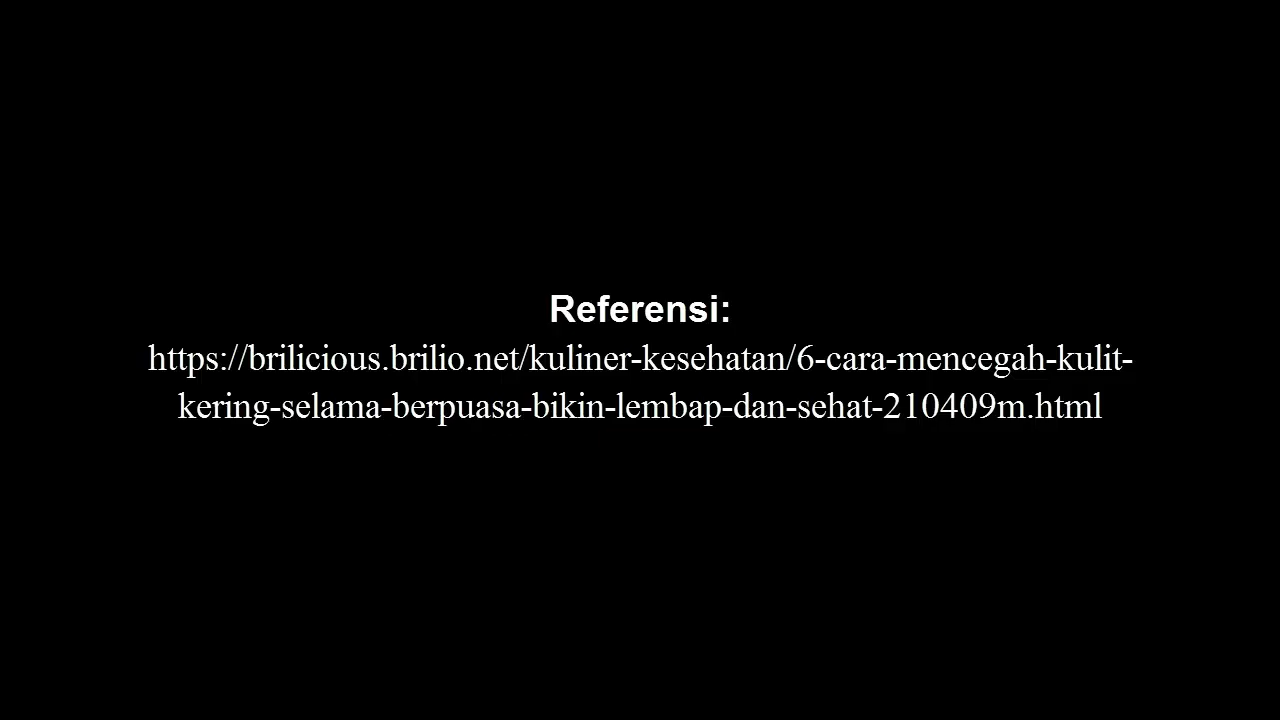 Referensi:
https://brilicious.brilio.net/kuliner-kesehatan/6-cara-mencegah-kulit-
kering-selama-berpuasa-bikin-lembap-dan-sehat-210409m.html